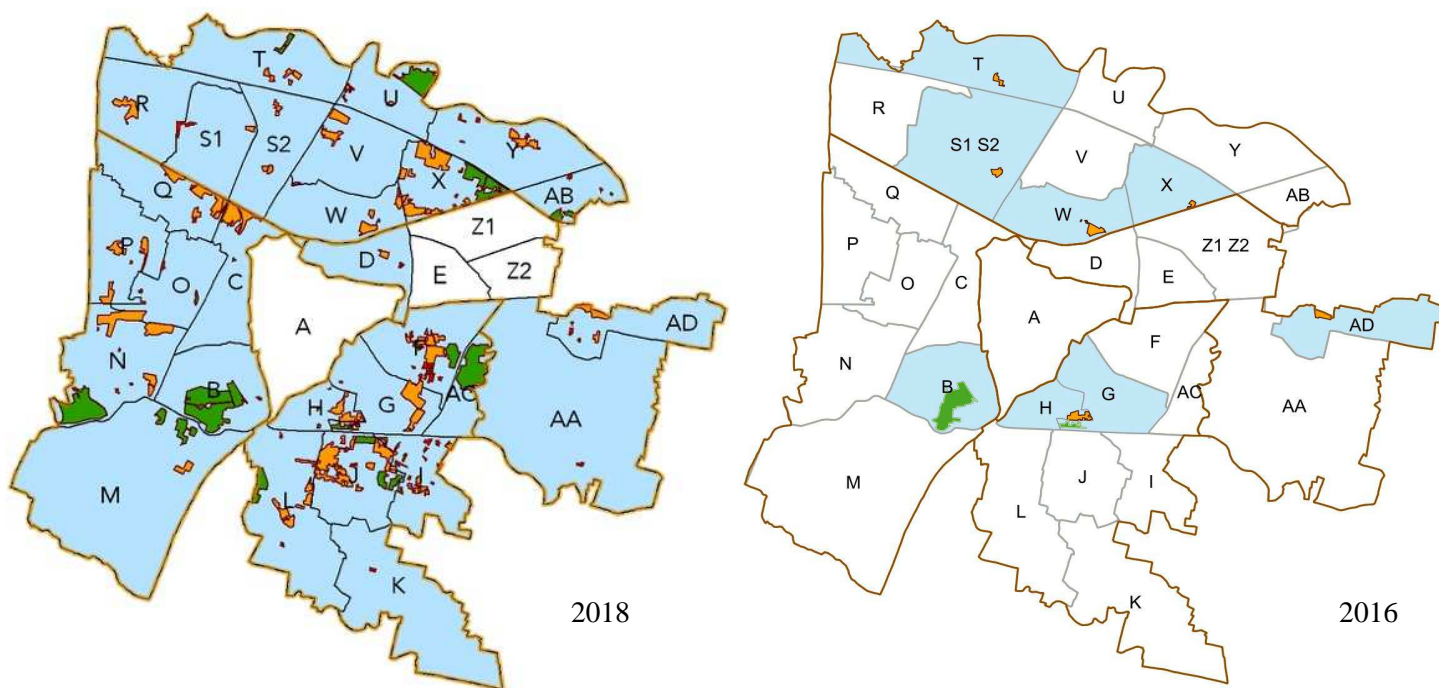 T
U
R
S1
S2
V
Y
X
AB
Q
W
Z1
P
D
O
C
E
Z2
A
AD
N
F
B
AC
H
G
AA
M
J
I
L
K
2018
T
U
R
S1 S2
V
Y
X
Q
AB
W
P
Z1 Z2
O
C
D
E
A
AD
N
F
B
G
AC
H
AA
M
J
I
L
K
2016